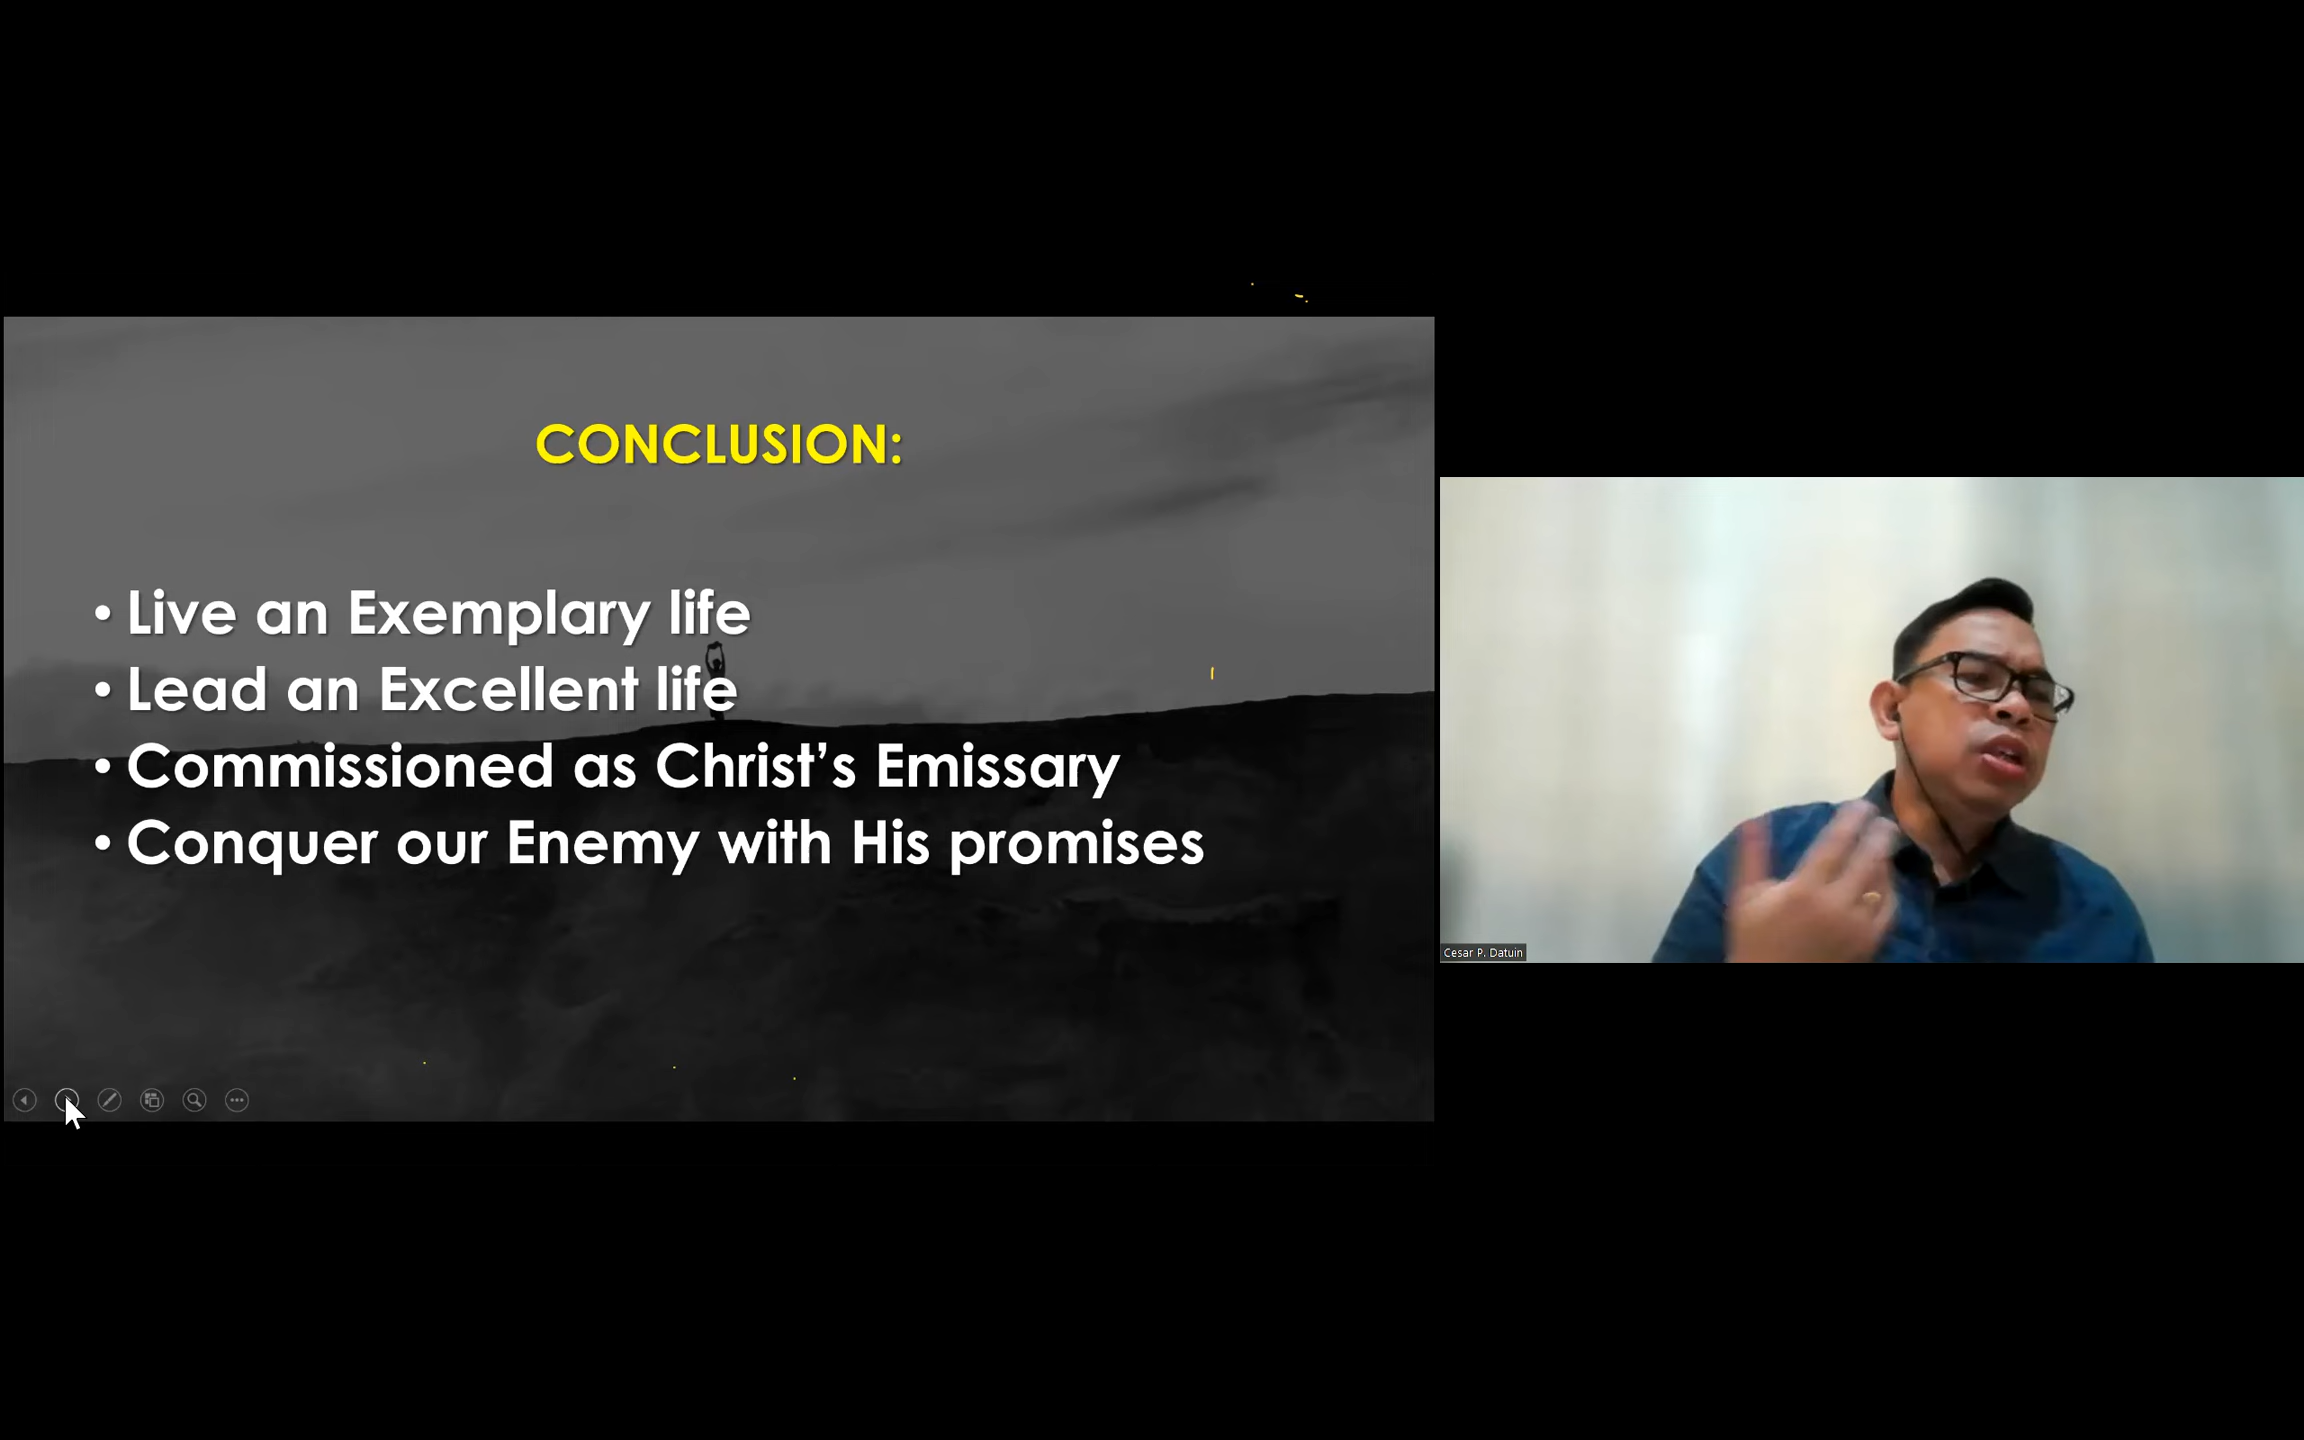 CONCLUSION:
• Live an Exemplary life
• Lead an Excellent life
• Commissioned as Christ’s Emissary
• Conquer our Enemy with His promises
Cesar P. Datuin